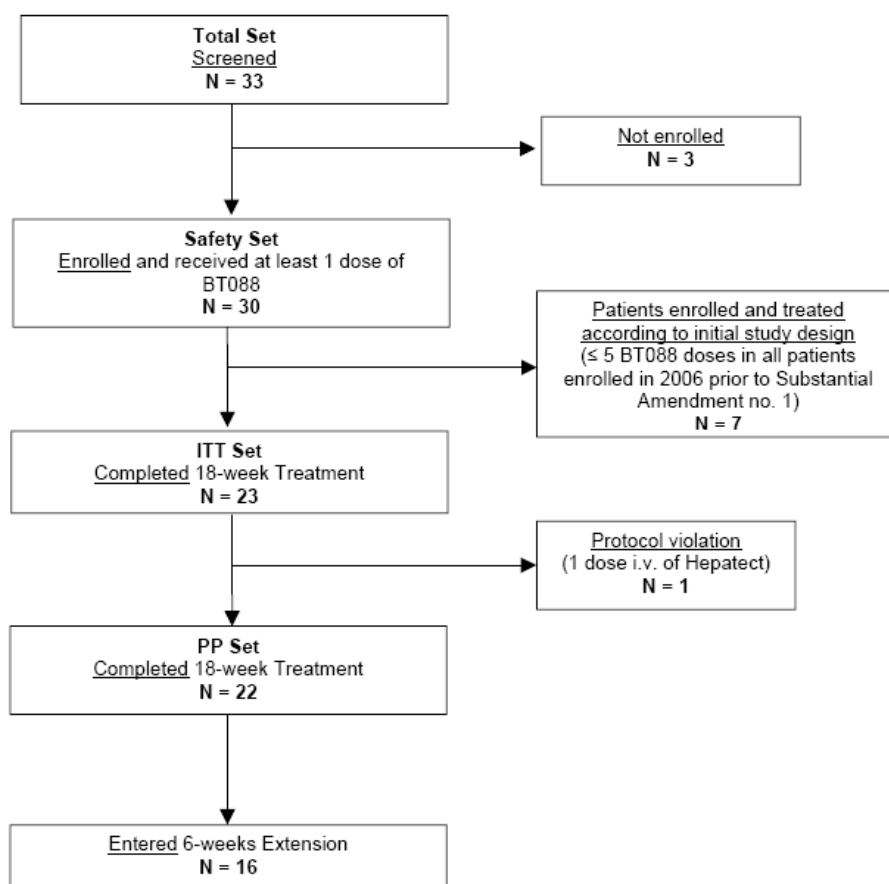 Total Set
Screened
N = 33
Not enrolled
N = 3
Safety Set
Enrolled and received at least 1 dose of
BT088
N = 30
Patients enrolled and treated
according to initial study design
(≤ 5 BT088 doses in all patients
enrolled in 2006 prior to Substantial
Amendment no. 1)
N = 7
ITT Set
Completed 18-week Treatment
N = 23
Protocol violation
(1 dose i.v. of Hepatect)
N = 1
PP Set
Completed 18-week Treatment
N = 22
Entered 6-weeks Extension
N = 16